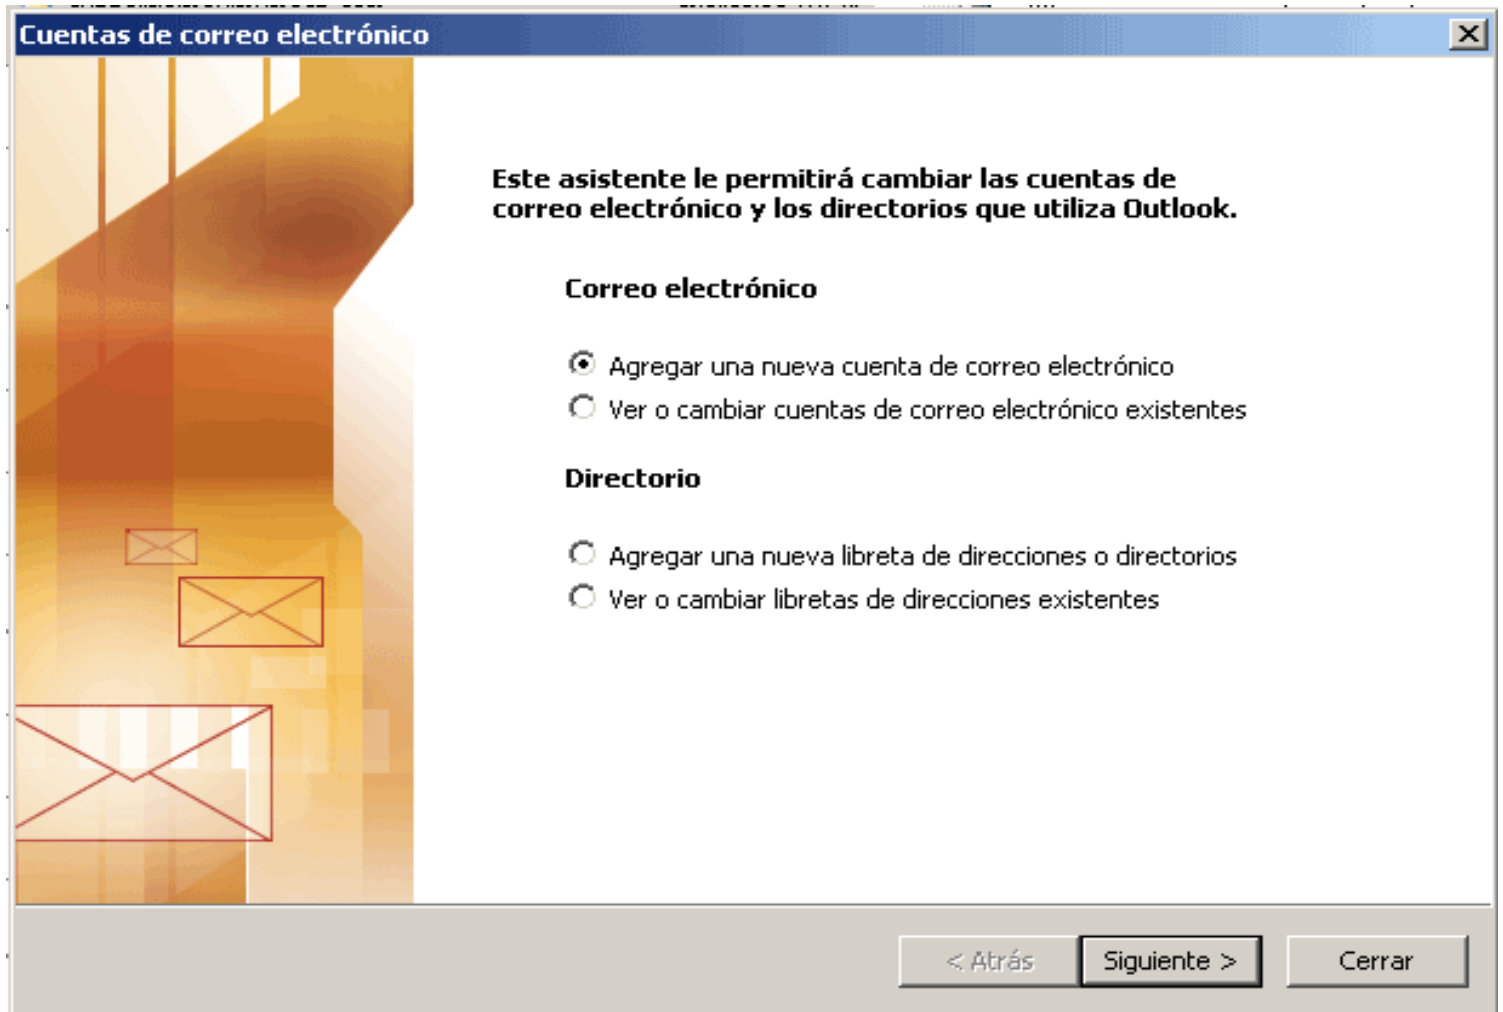 Cuentas de correo electrónico
Este asistente le permitirá cambiar las cuentas de
correo electrónico y los directorios que utiliza Outlook.
Correo electrónico
Agregar una nueva cuenta de correo electrónico
Ver o cambiar cuentas de correo electrónico existentes
Directorio
Agregar una nueva libreta de direcciones o directorios
Ver o cambiar libretas de direcciones existentes
< Atrás
Siguiente >
Cerrar